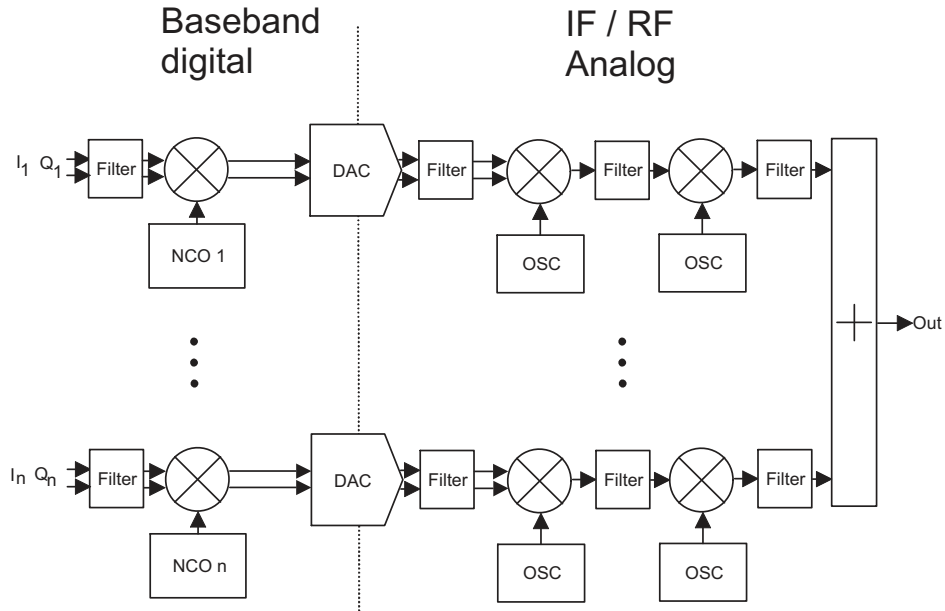 Baseband
digital
IF / RF
Analog
I1 Q1
Filter
DAC
Filter
Filter
Filter
NCO 1
OSC
OSC
Out
In Qn
Filter
DAC
Filter
Filter
Filter
NCO n
OSC
OSC